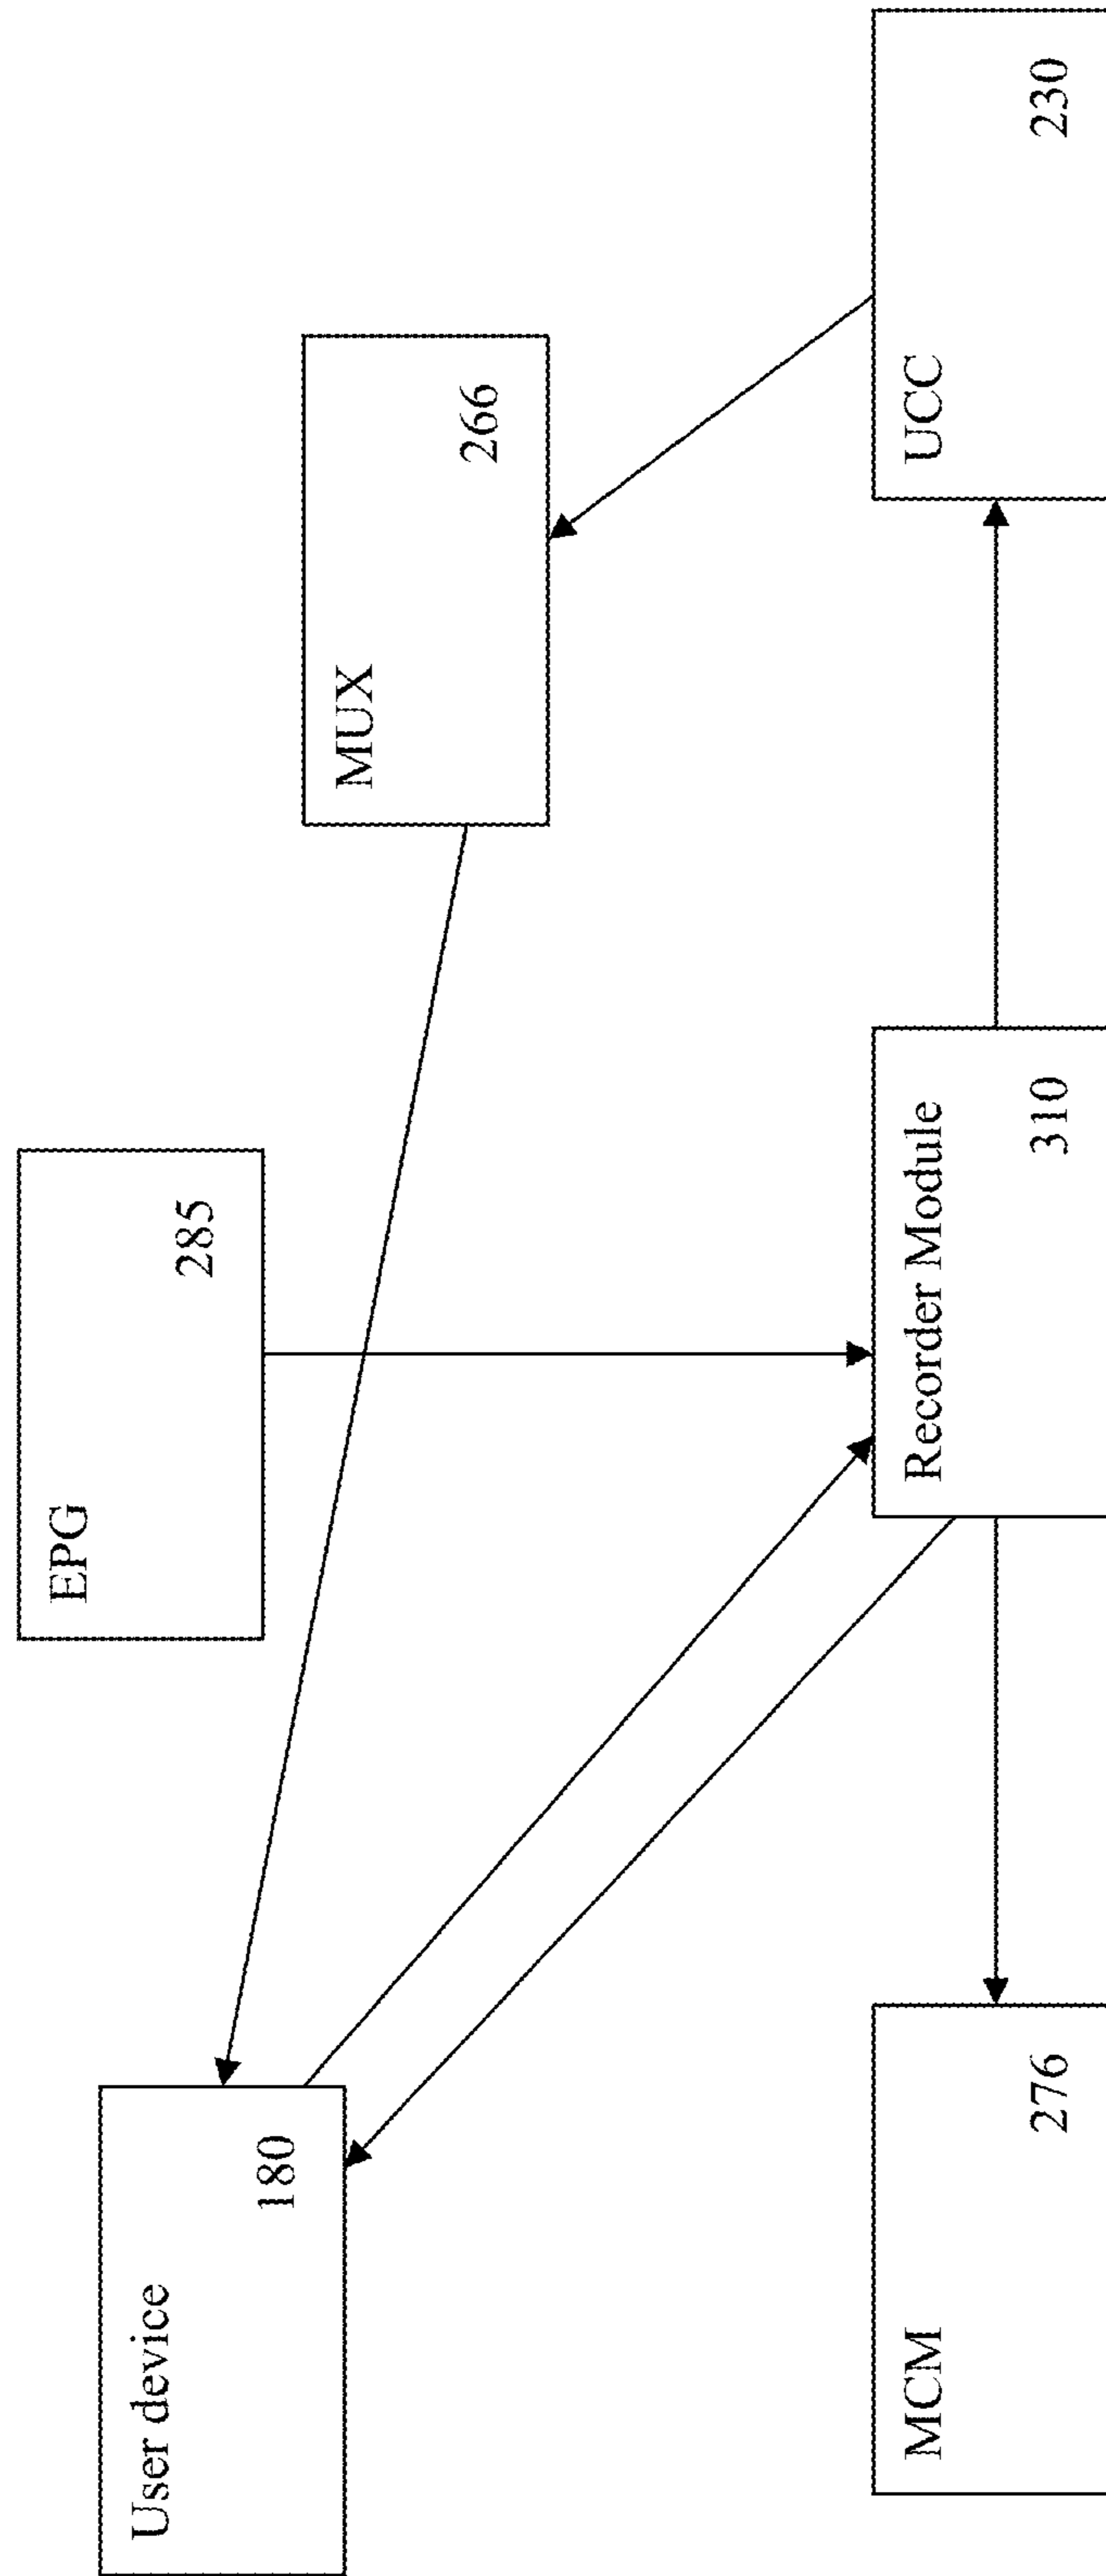 User device
180
EPG
285
MUX
266
MCM
276
Recorder Module
310
UCC
230